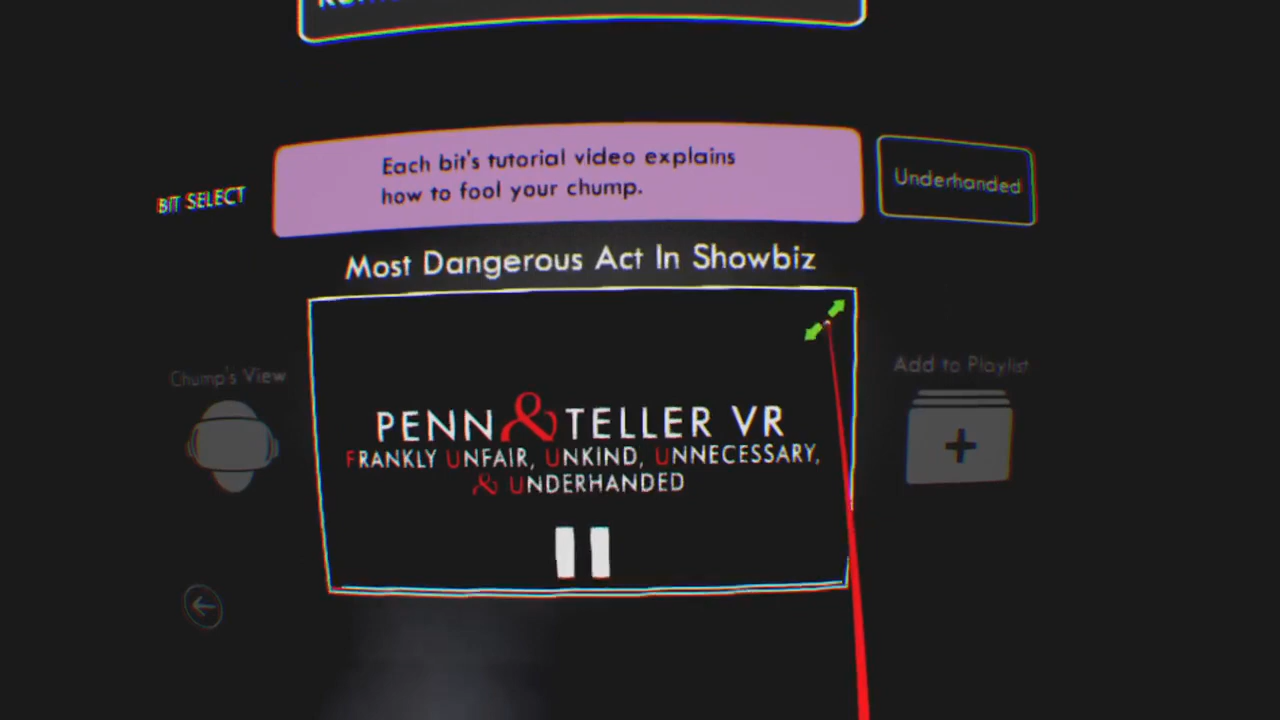 BIT SELECT
Each bit's tutorial video explains
how to fool your chump.
Underhanded
Most Dangerous Act In Showbiz
Chump's View
Add to Playlist
PENN & TELLER VR
FRANKLY UNFAIR, UNKIND, UNNECESSARY,
& UNDERHANDED